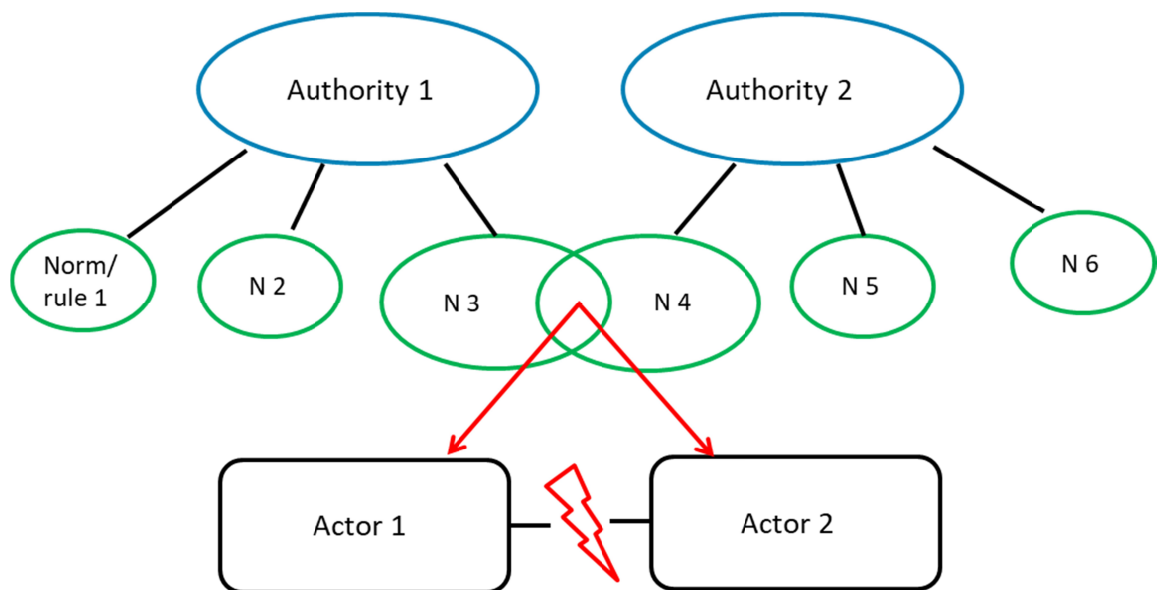 Authority 1
Authority 2
Norm/
rule 1
N 2
N 3
N 4
N 5
N 6
Actor 1
Actor 2